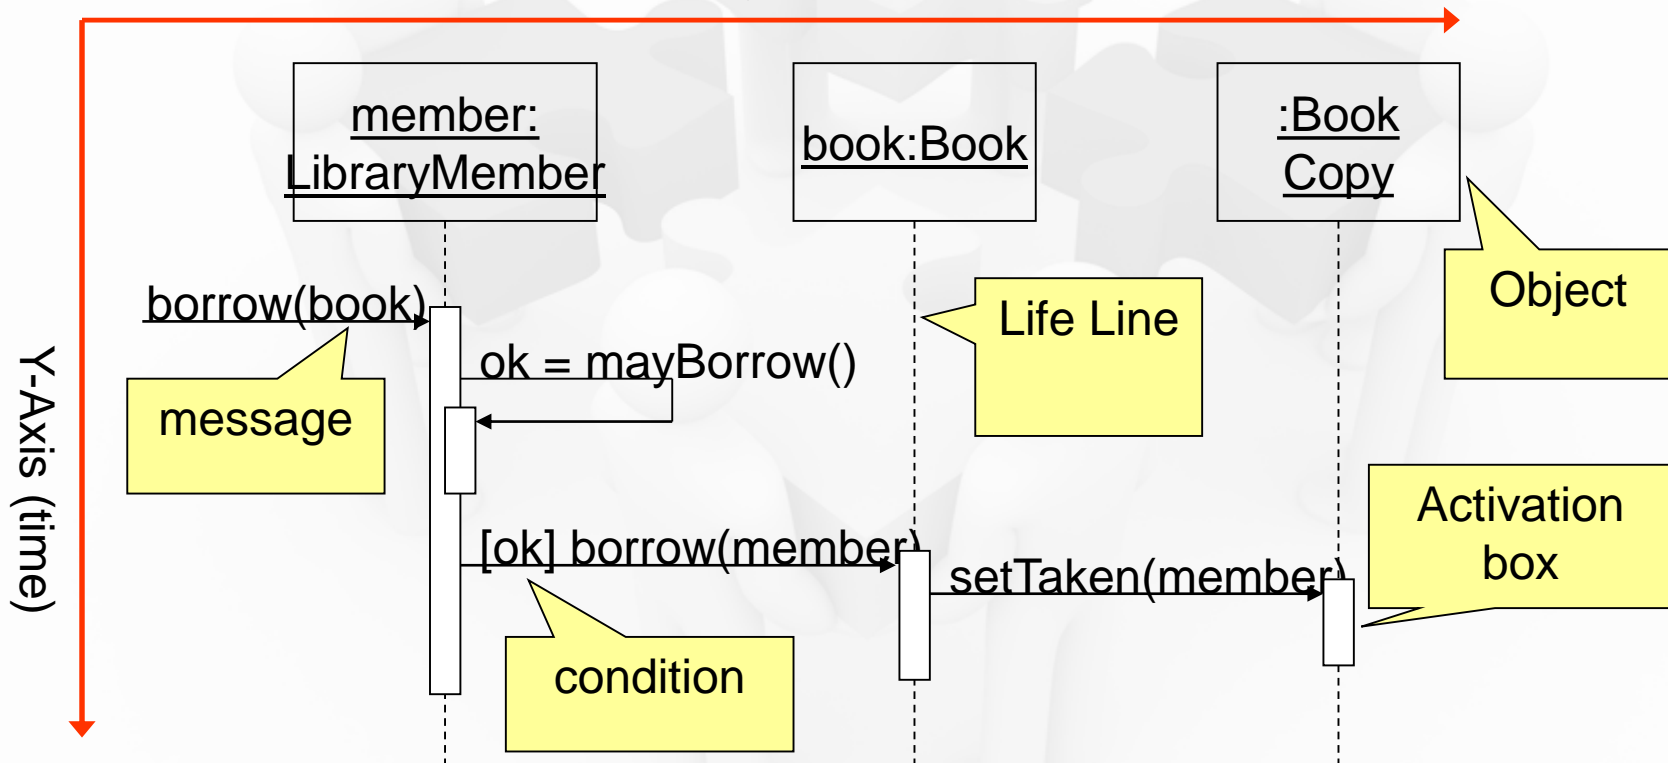 member:
LibraryMember
book:Book
:Book
Copy
Object
borrow(book)
Life Line
ok = mayBorrow()
message
Y-Axis (time)
Activation
box
[ok] borrow(member)
setTaken(member)
condition